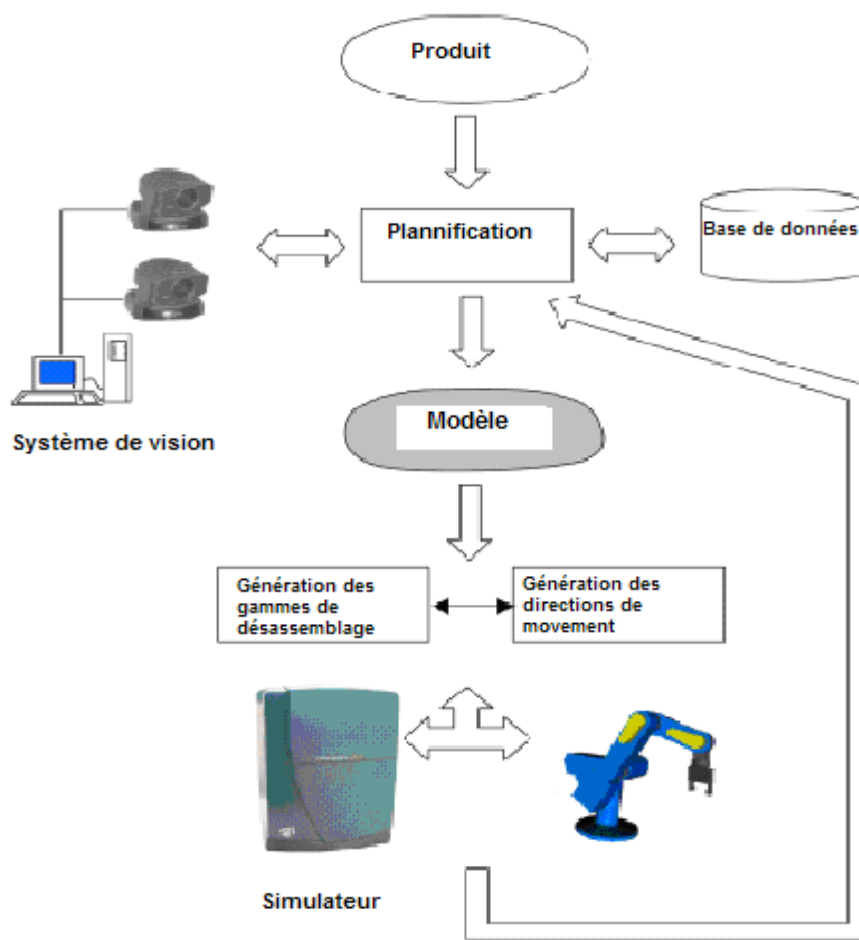 Produit
Plannification
Base de données
Système de vision
Modèle
Génération des
gammes de
désassemblage
Génération des
directions de
movement
Simulateur